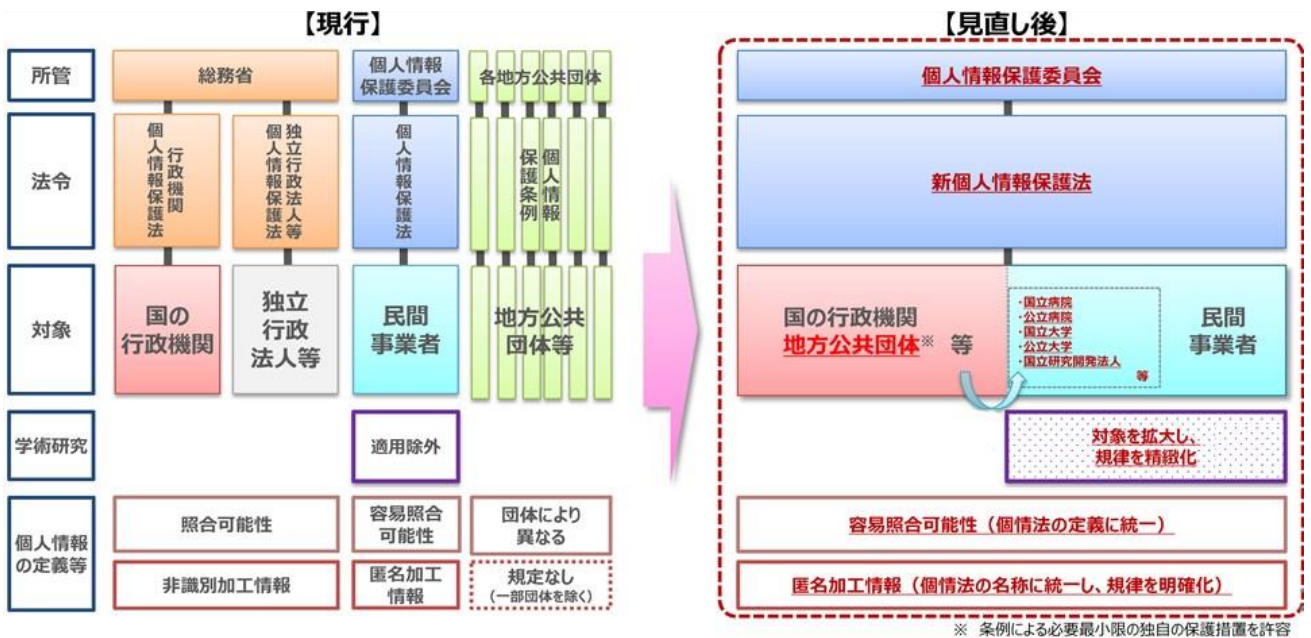 【現行】
【見直し後】
所管
総務省
個人情報
保護委員会
各地方公共団体
個人情報保護委員会
法令
行政機関
個人情報保護法
独立行政法人等
個人情報保護法
個人情報保護法
個人情報
保護条例
新個人情報保護法
対象
国の
行政機関
独立
行政
法人等
民間
事業者
地方公共
団体等
国の行政機関
地方公共団体※ 等
・国立病院
・公立病院
・国立大学
・公立大学
・国立研究開発法人
等
民間
事業者
学術研究
適用除外
対象を拡大し、
規律を精緻化
個人情報
の定義等
照合可能性
容易照合
可能性
団体により
異なる
容易照合可能性（個情法の定義に統一）
非識別加工情報
匿名加工
情報
規定なし
（一部団体を除く）
匿名加工情報（個情法の名称に統一し、規律を明確化）
※ 条例による必要最小限の独自の保護措置を許容